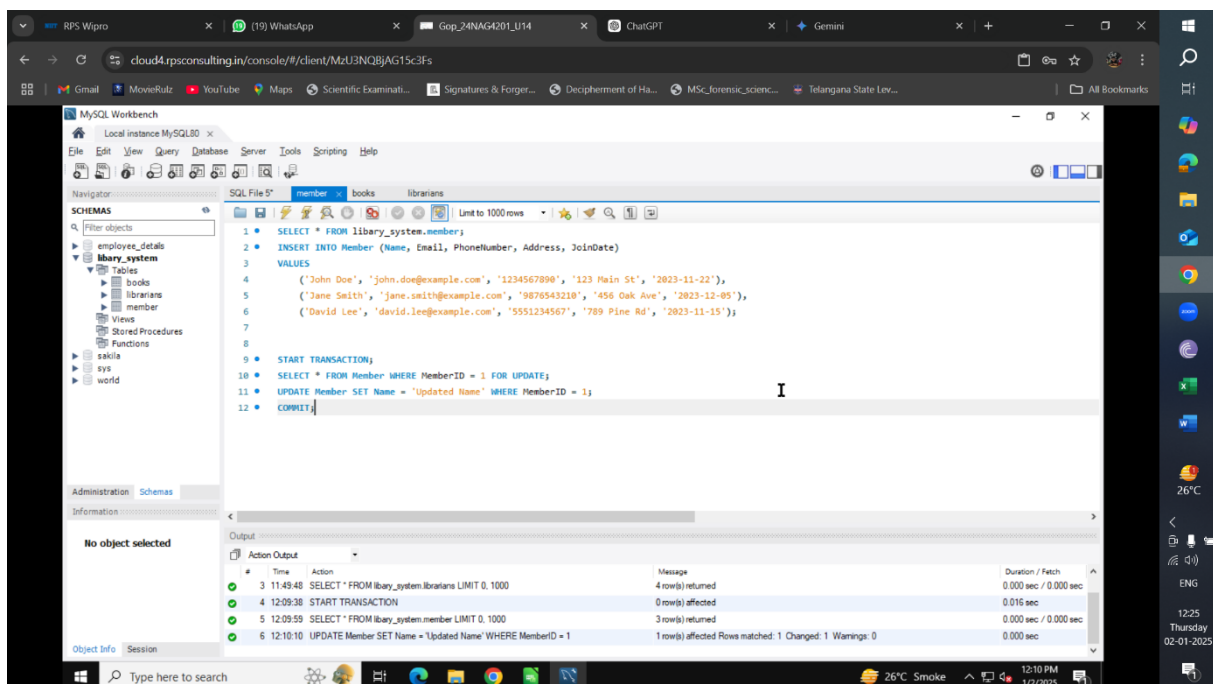 RPS Wipro
(19) WhatsApp
Gop_24NAG4201_U14
ChatGPT
Gemini
cloud4.rpsconsulting.in/console/#/client/MzU3NQBjAG15c3Fs
Gmail
MovieRulz
YouTube
Maps
Scientific Examinati...
Signatures & Forger...
Decipherment of Ha...
MSc_forensic_scienc...
Telangana State Lev...
All Bookmarks
MySQL Workbench
Local instance MySQL80
File Edit View Query Database Server Tools Scripting Help
Navigator
SCHEMAS
Filter objects
employee_detals
libary_system
Tables
books
librarians
member
Views
Stored Procedures
Functions
sakila
sys
world
Administration Schemas
Information
No object selected
Object Info Session
SQL File 5*
member
books
librarians
Limit to 1000 rows
1 SELECT * FROM libary_system.member;
2 INSERT INTO Member (Name, Email, PhoneNumber, Address, JoinDate)
3 VALUES
4 ('John Doe', 'john.doe@example.com', '1234567890', '123 Main St', '2023-11-22'),
5 ('Jane Smith', 'jane.smith@example.com', '9876543210', '456 Oak Ave', '2023-12-05'),
6 ('David Lee', 'david.lee@example.com', '5551234567', '789 Pine Rd', '2023-11-15');
7
8
9 START TRANSACTION;
10 SELECT * FROM Member WHERE MemberID = 1 FOR UPDATE;
11 UPDATE Member SET Name = 'Updated Name' WHERE MemberID = 1;
12 COMMIT;
Output
Action Output
# Time Action Message Duration / Fetch
3 11:49:48 SELECT * FROM libary_system.librarians LIMIT 0, 1000 4 row(s) returned 0.000 sec / 0.000 sec
4 12:09:38 START TRANSACTION 0 row(s) affected 0.016 sec
5 12:09:59 SELECT * FROM libary_system.member LIMIT 0, 1000 3 row(s) returned 0.000 sec / 0.000 sec
6 12:10:10 UPDATE Member SET Name = 'Updated Name' WHERE MemberID = 1 1 row(s) affected Rows matched: 1 Changed: 1 Warnings: 0 0.000 sec
Type here to search
26°C Smoke
12:10 PM
1/2/2025
zoom
26°C
ENG
12:25
Thursday
02-01-2025